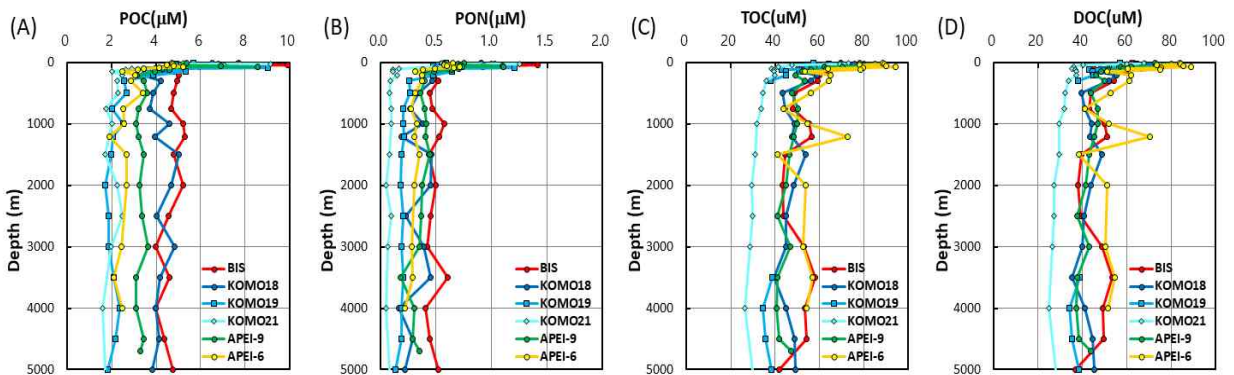 (A) POC(µM)
0 2 4 6 8 10
0
1000
2000
3000
4000
5000
Depth (m)
BIS
KOMO18
KOMO19
KOMO21
APEI-9
APEI-6
(B) PON(µM)
0.0 0.5 1.0 1.5 2.0
0
1000
2000
3000
4000
5000
Depth (m)
BIS
KOMO18
KOMO19
KOMO21
APEI-9
APEI-6
(C) TOC(uM)
0 20 40 60 80 100
0
1000
2000
3000
4000
5000
Depth (m)
BIS
KOMO18
KOMO19
KOMO21
APEI-9
APEI-6
(D) DOC(uM)
0 20 40 60 80 100
0
1000
2000
3000
4000
5000
Depth (m)
BIS
KOMO18
KOMO19
KOMO21
APEI-9
APEI-6